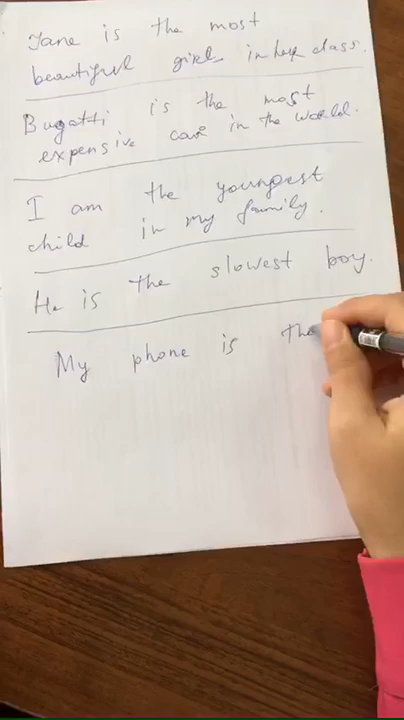 Jane is the most
beautiful girl in her class.
Bugatti is the most
expensive car in the world.
I am the youngest
child in my family.
He is the slowest boy.
My phone is the